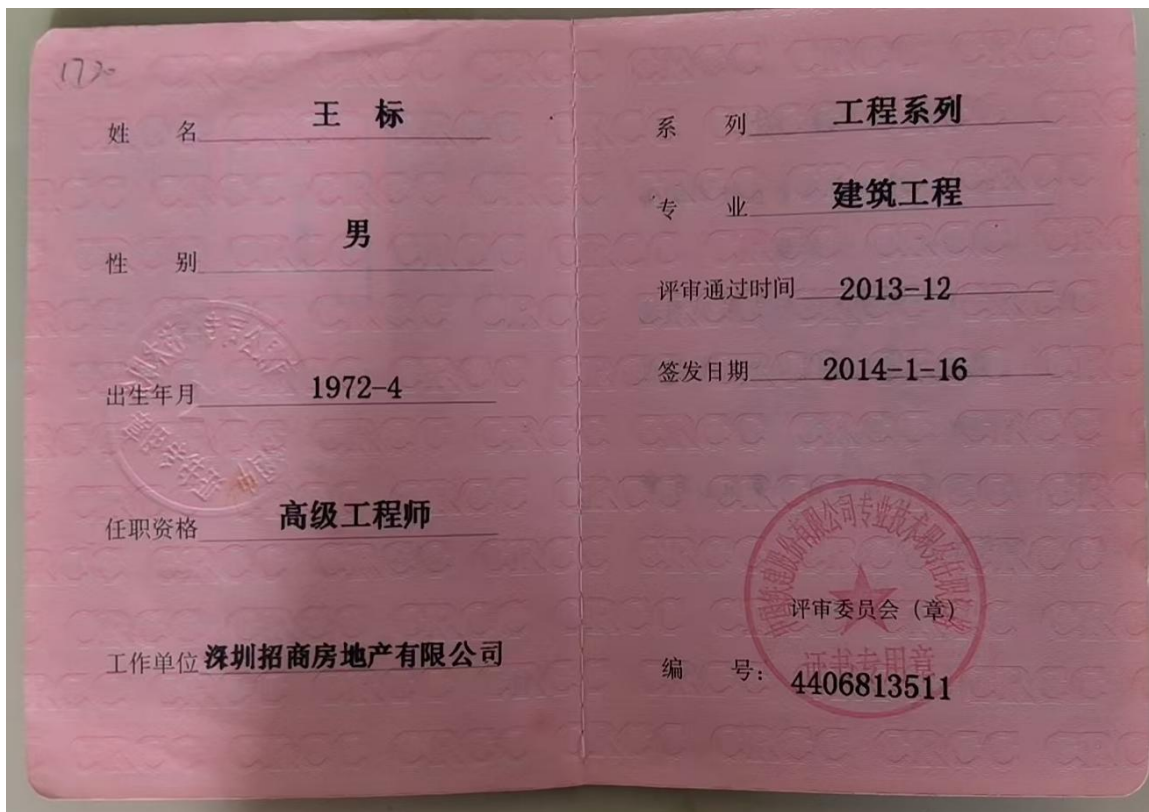 姓 名 王 标
性 别 男
出生年月 1972-4
任职资格 高级工程师
工作单位 深圳招商房地产有限公司
系 列 工程系列
专 业 建筑工程
评审通过时间 2013-12
签发日期 2014-1-16
评审委员会（章）
证书专用章
编 号： 4406813511